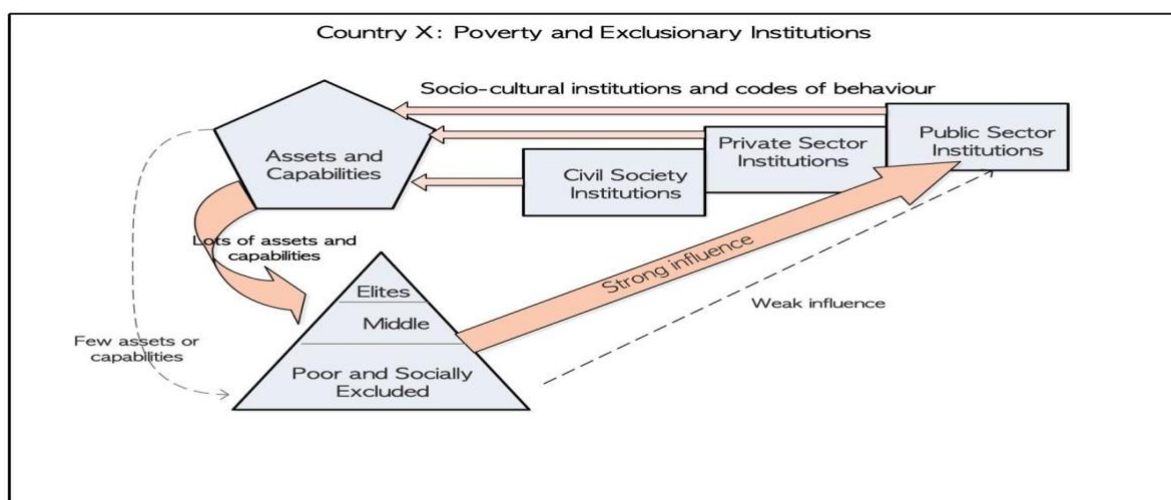 Country X: Poverty and Exclusionary Institutions
Socio-cultural institutions and codes of behaviour
Assets and
Capabilities
Civil Society
Institutions
Private Sector
Institutions
Public Sector
Institutions
Lots of assets and
capabilities
Strong influence
Weak influence
Few assets or
capabilities
Elites
Middle
Poor and Socially
Excluded